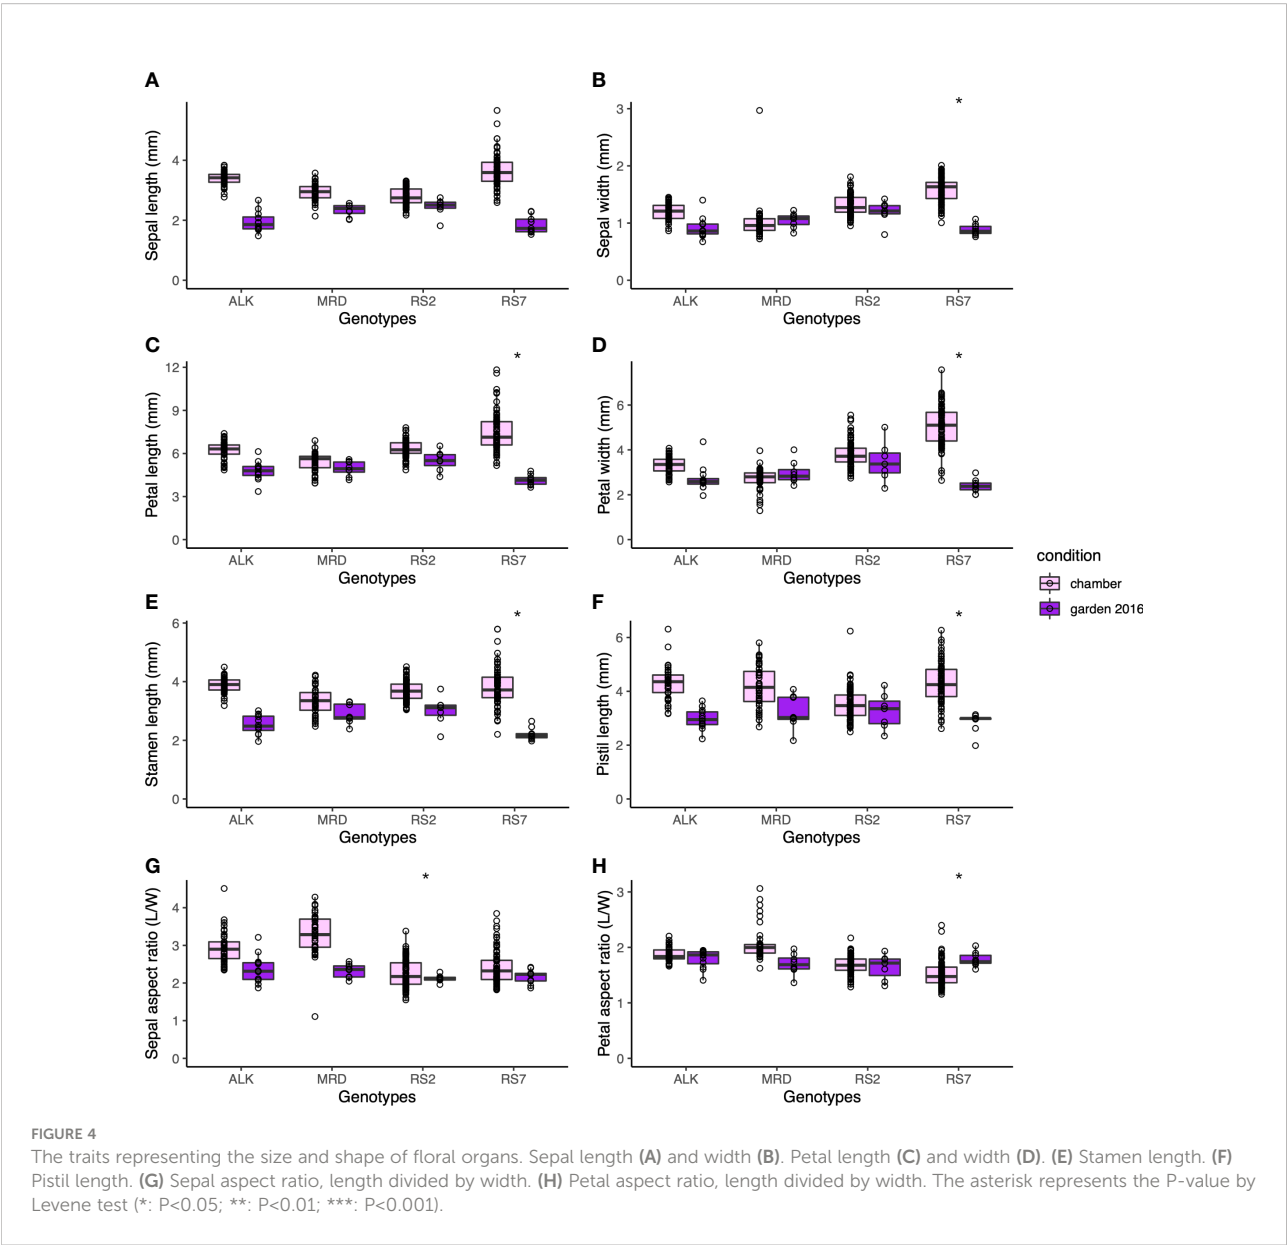 A
Sepal length (mm)
4
2
0
ALK MRD RS2 RS7
Genotypes
B
*
Sepal width (mm)
3
2
1
0
ALK MRD RS2 RS7
Genotypes
C
*
Petal length (mm)
12
9
6
3
0
ALK MRD RS2 RS7
Genotypes
D
*
Petal width (mm)
6
4
2
0
ALK MRD RS2 RS7
Genotypes
condition
chamber
garden 2016
E
*
Stamen length (mm)
6
4
2
0
ALK MRD RS2 RS7
Genotypes
F
*
Pistil length (mm)
6
4
2
0
ALK MRD RS2 RS7
Genotypes
G
*
Sepal aspect ratio (L/W)
4
3
2
1
0
ALK MRD RS2 RS7
Genotypes
H
*
Petal aspect ratio (L/W)
3
2
1
0
ALK MRD RS2 RS7
Genotypes
FIGURE 4
The traits representing the size and shape of floral organs. Sepal length (A) and width (B). Petal length (C) and width (D). (E) Stamen length. (F)
Pistil length. (G) Sepal aspect ratio, length divided by width. (H) Petal aspect ratio, length divided by width. The asterisk represents the P-value by
Levene test (*: P<0.05; **: P<0.01; ***: P<0.001).